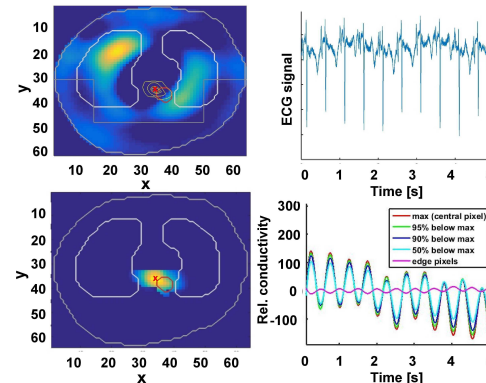 10
20
30
40
50
60
y
10 20 30 40 50 60
x
ECG signal
0 1 2 3 4
Time [s]
10
20
30
40
50
60
y
x
10 20 30 40 50 60
x
300
200
100
0
-100
Rel. conductivity
max (central pixel)
95% below max
90% below max
50% below max
edge pixels
0 1 2 3 4
Time [s]